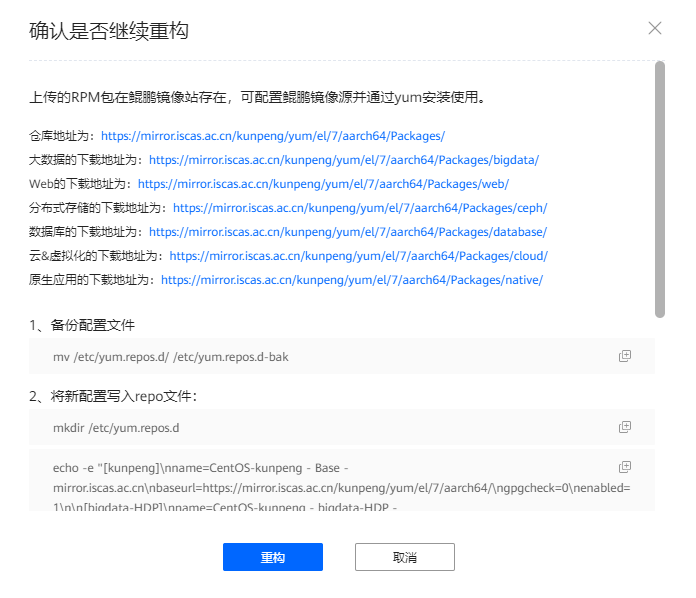 确认是否继续重构
上传的RPM包在鲲鹏镜像站存在，可配置鲲鹏镜像源并通过yum安装使用。
仓库地址为：https://mirror.iscas.ac.cn/kunpeng/yum/el/7/aarch64/Packages/
大数据的下载地址为：https://mirror.iscas.ac.cn/kunpeng/yum/el/7/aarch64/Packages/bigdata/
Web的下载地址为：https://mirror.iscas.ac.cn/kunpeng/yum/el/7/aarch64/Packages/web/
分布式存储的下载地址为：https://mirror.iscas.ac.cn/kunpeng/yum/el/7/aarch64/Packages/ceph/
数据库的下载地址为：https://mirror.iscas.ac.cn/kunpeng/yum/el/7/aarch64/Packages/database/
云&虚拟化的下载地址为：https://mirror.iscas.ac.cn/kunpeng/yum/el/7/aarch64/Packages/cloud/
原生应用的下载地址为：https://mirror.iscas.ac.cn/kunpeng/yum/el/7/aarch64/Packages/native/
1、备份配置文件
mv /etc/yum.repos.d/ /etc/yum.repos.d-bak
2、将新配置写入repo文件：
mkdir /etc/yum.repos.d
echo -e "[kunpeng]\nname=CentOS-kunpeng - Base -
mirror.iscas.ac.cn\nbaseurl=https://mirror.iscas.ac.cn/kunpeng/yum/el/7/aarch64/\ngpgcheck=0\nenabled=
1\n\n[bigdata-HDP]\nname=CentOS-kunpeng - bigdata-HDP -
重构
取消